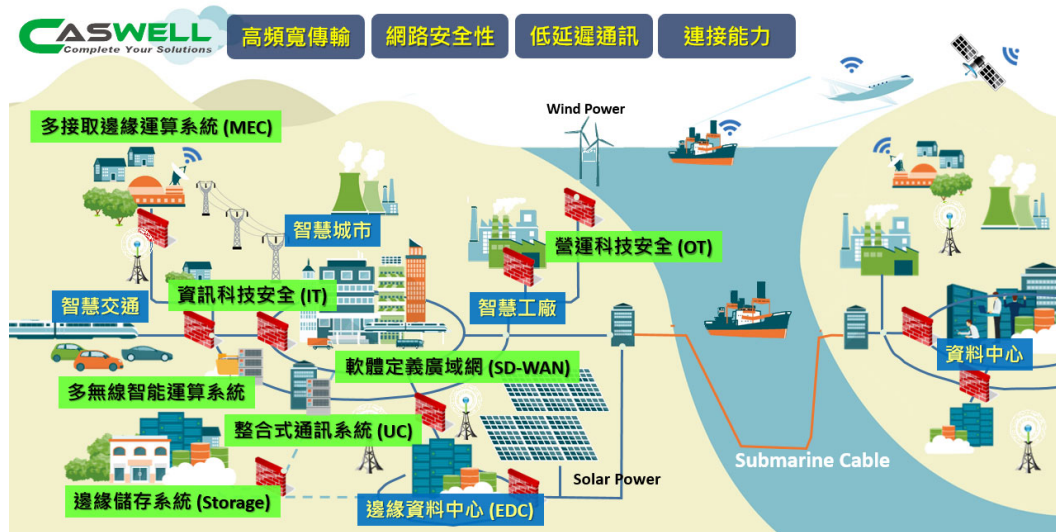 CASWELL
Complete Your Solutions
高頻寬傳輸
網路安全性
低延遲通訊
連接能力
Wind Power
多接取邊緣運算系統 (MEC)
智慧城市
營運科技安全 (OT)
智慧交通
資訊科技安全 (IT)
智慧工廠
資料中心
軟體定義廣域網 (SD-WAN)
多無線智能運算系統
整合式通訊系統 (UC)
Submarine Cable
Solar Power
邊緣儲存系統 (Storage)
邊緣資料中心 (EDC)